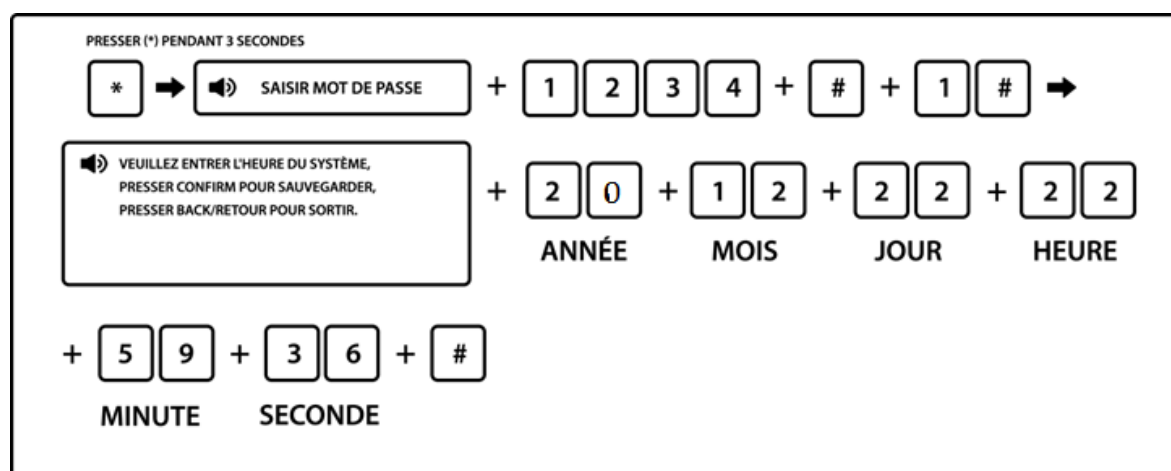 PRESSER (*) PENDANT 3 SECONDES
* SAISIR MOT DE PASSE + 1 2 3 4 + # + 1 #
VEUILLEZ ENTRER L'HEURE DU SYSTÈME,
PRESSER CONFIRM POUR SAUVEGARDER,
PRESSER BACK/RETOUR POUR SORTIR.
+ 2 0 + 1 2 + 2 2 + 2 2
ANNÉE MOIS JOUR HEURE
+ 5 9 + 3 6 + #
MINUTE SECONDE